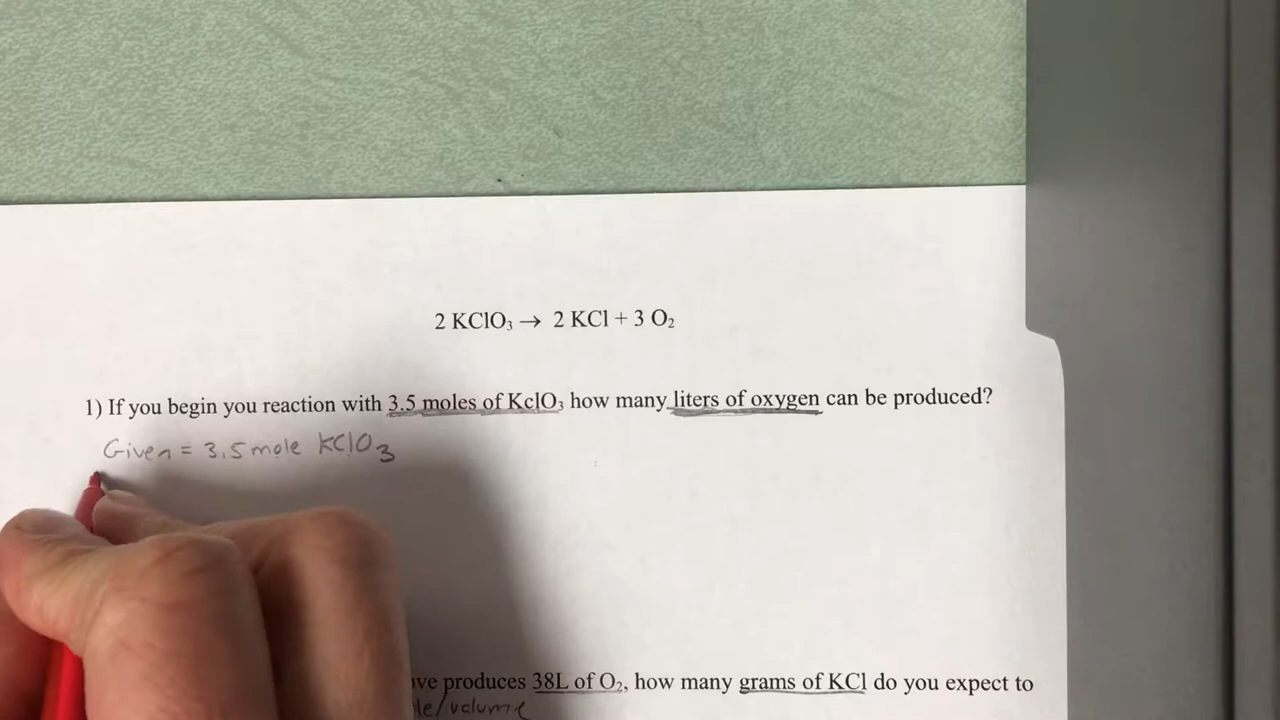 2 KClO₃ → 2 KCl + 3 O₂
1) If you begin you reaction with 3.5 moles of KclO₃ how many liters of oxygen can be produced?
Given = 3.5 mole KClO₃
produces 38L of O₂, how many grams of KCl do you expect to
/volume